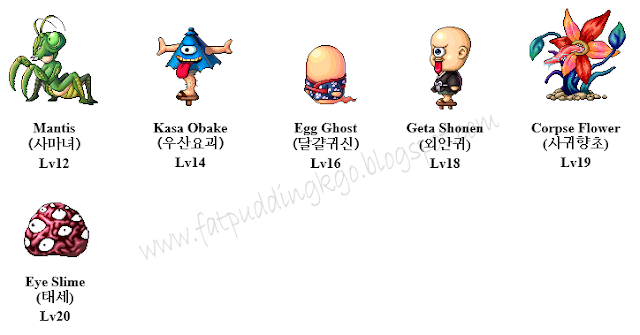 Mantis
(사마녀)
Lv12
Kasa Obake
(우산요괴)
Lv14
Egg Ghost
(달걀귀신)
Lv16
Geta Shonen
(외안귀)
Lv18
Corpse Flower
(사귀향초)
Lv19
Eye Slime
(태세)
Lv20
www.fatpuddingkgo.blogspot.com